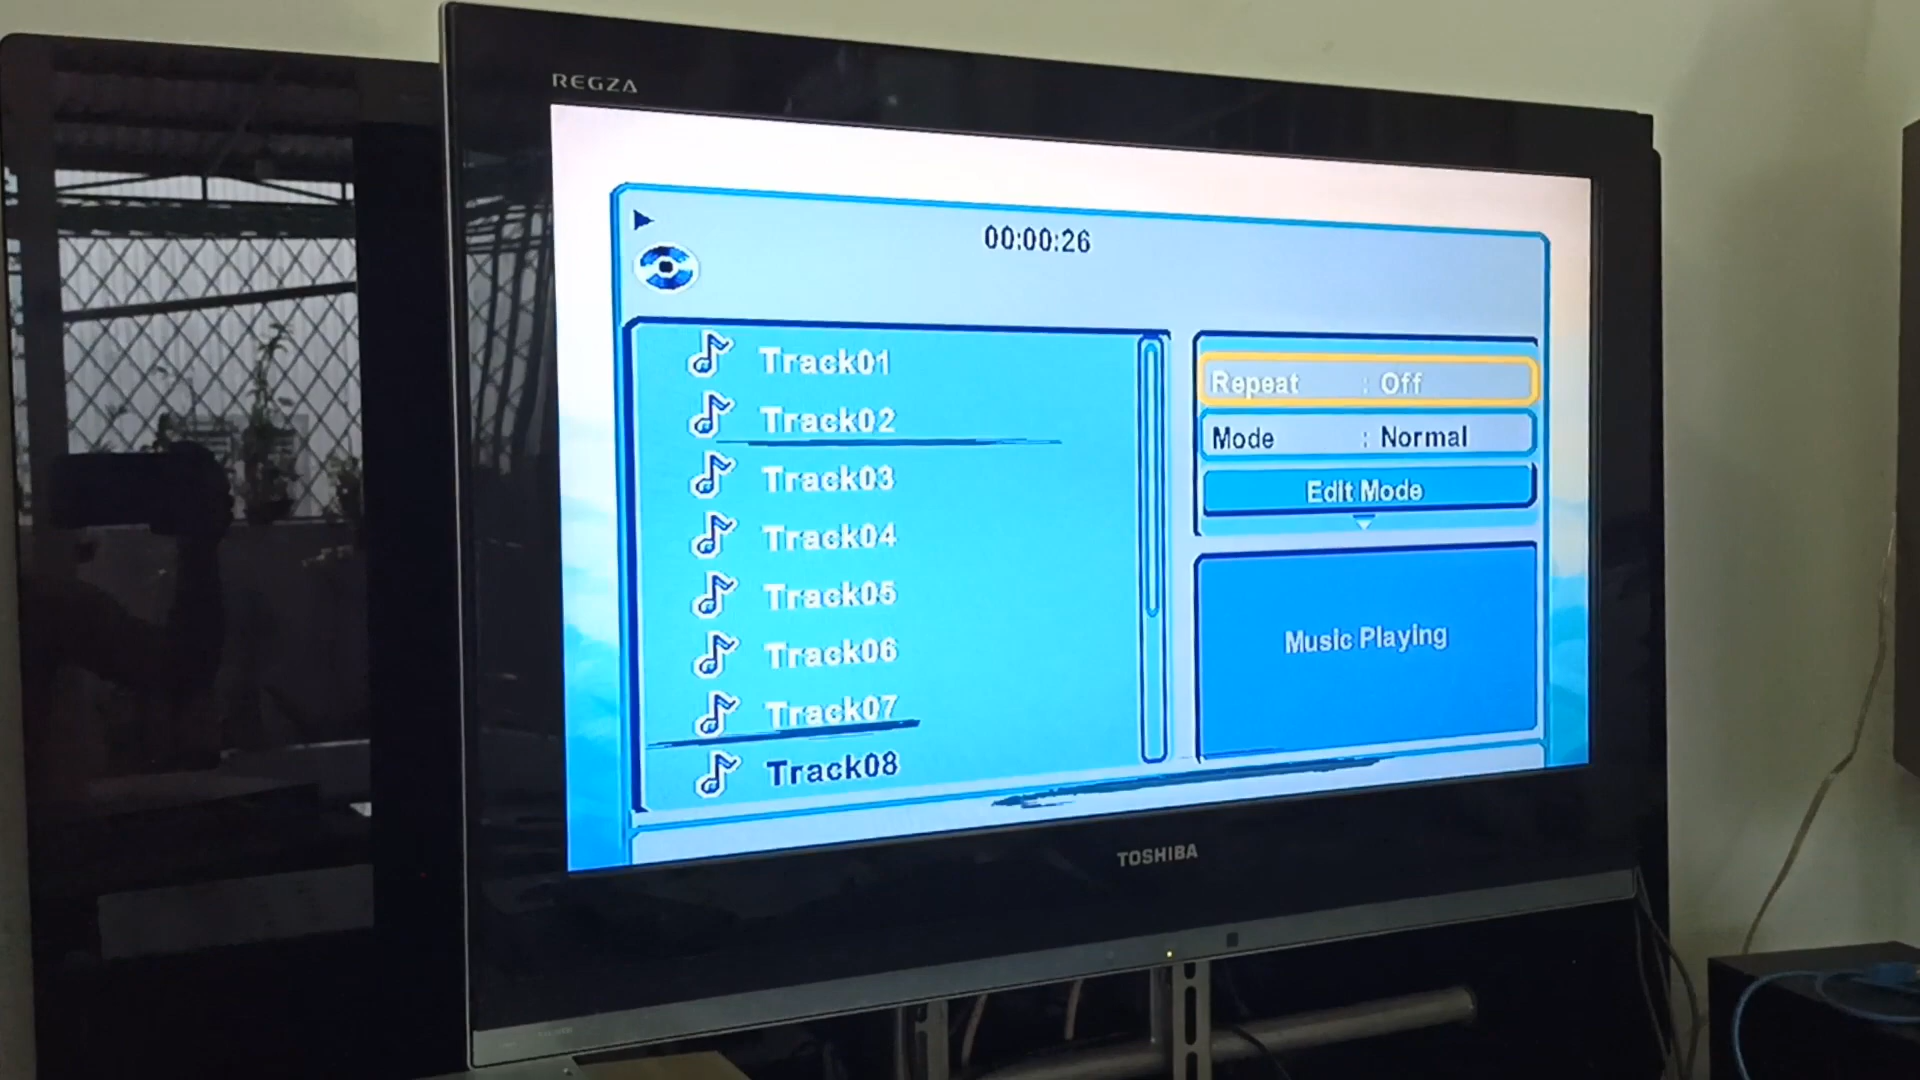 REGZA
00:00:26
Track01
Track02
Track03
Track04
Track05
Track06
Track07
Track08
Repeat : Off
Mode : Normal
Edit Mode
Music Playing
TOSHIBA